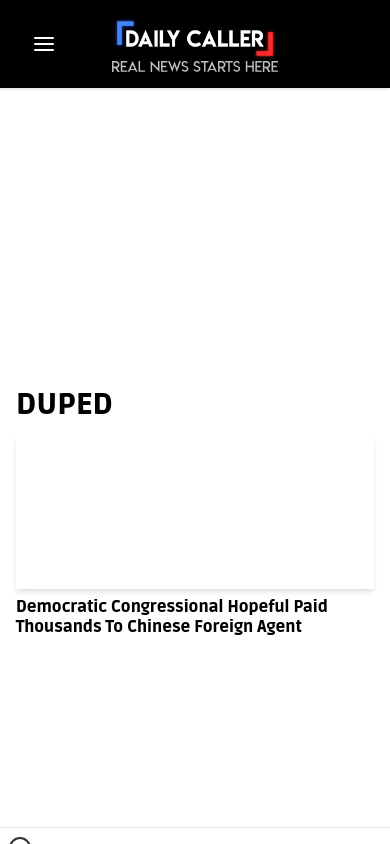 DAILY CALLER
REAL NEWS STARTS HERE
DUPED
Democratic Congressional Hopeful Paid
Thousands To Chinese Foreign Agent